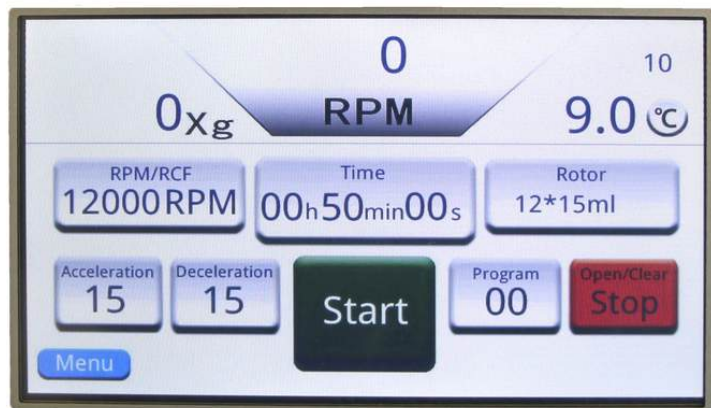 0
10
0xg
RPM
9.0 ℃
RPM/RCF
12000RPM
Time
00h50min00s
Rotor
12*15ml
Acceleration
15
Deceleration
15
Start
Program
00
Open/Clear
Stop
Menu